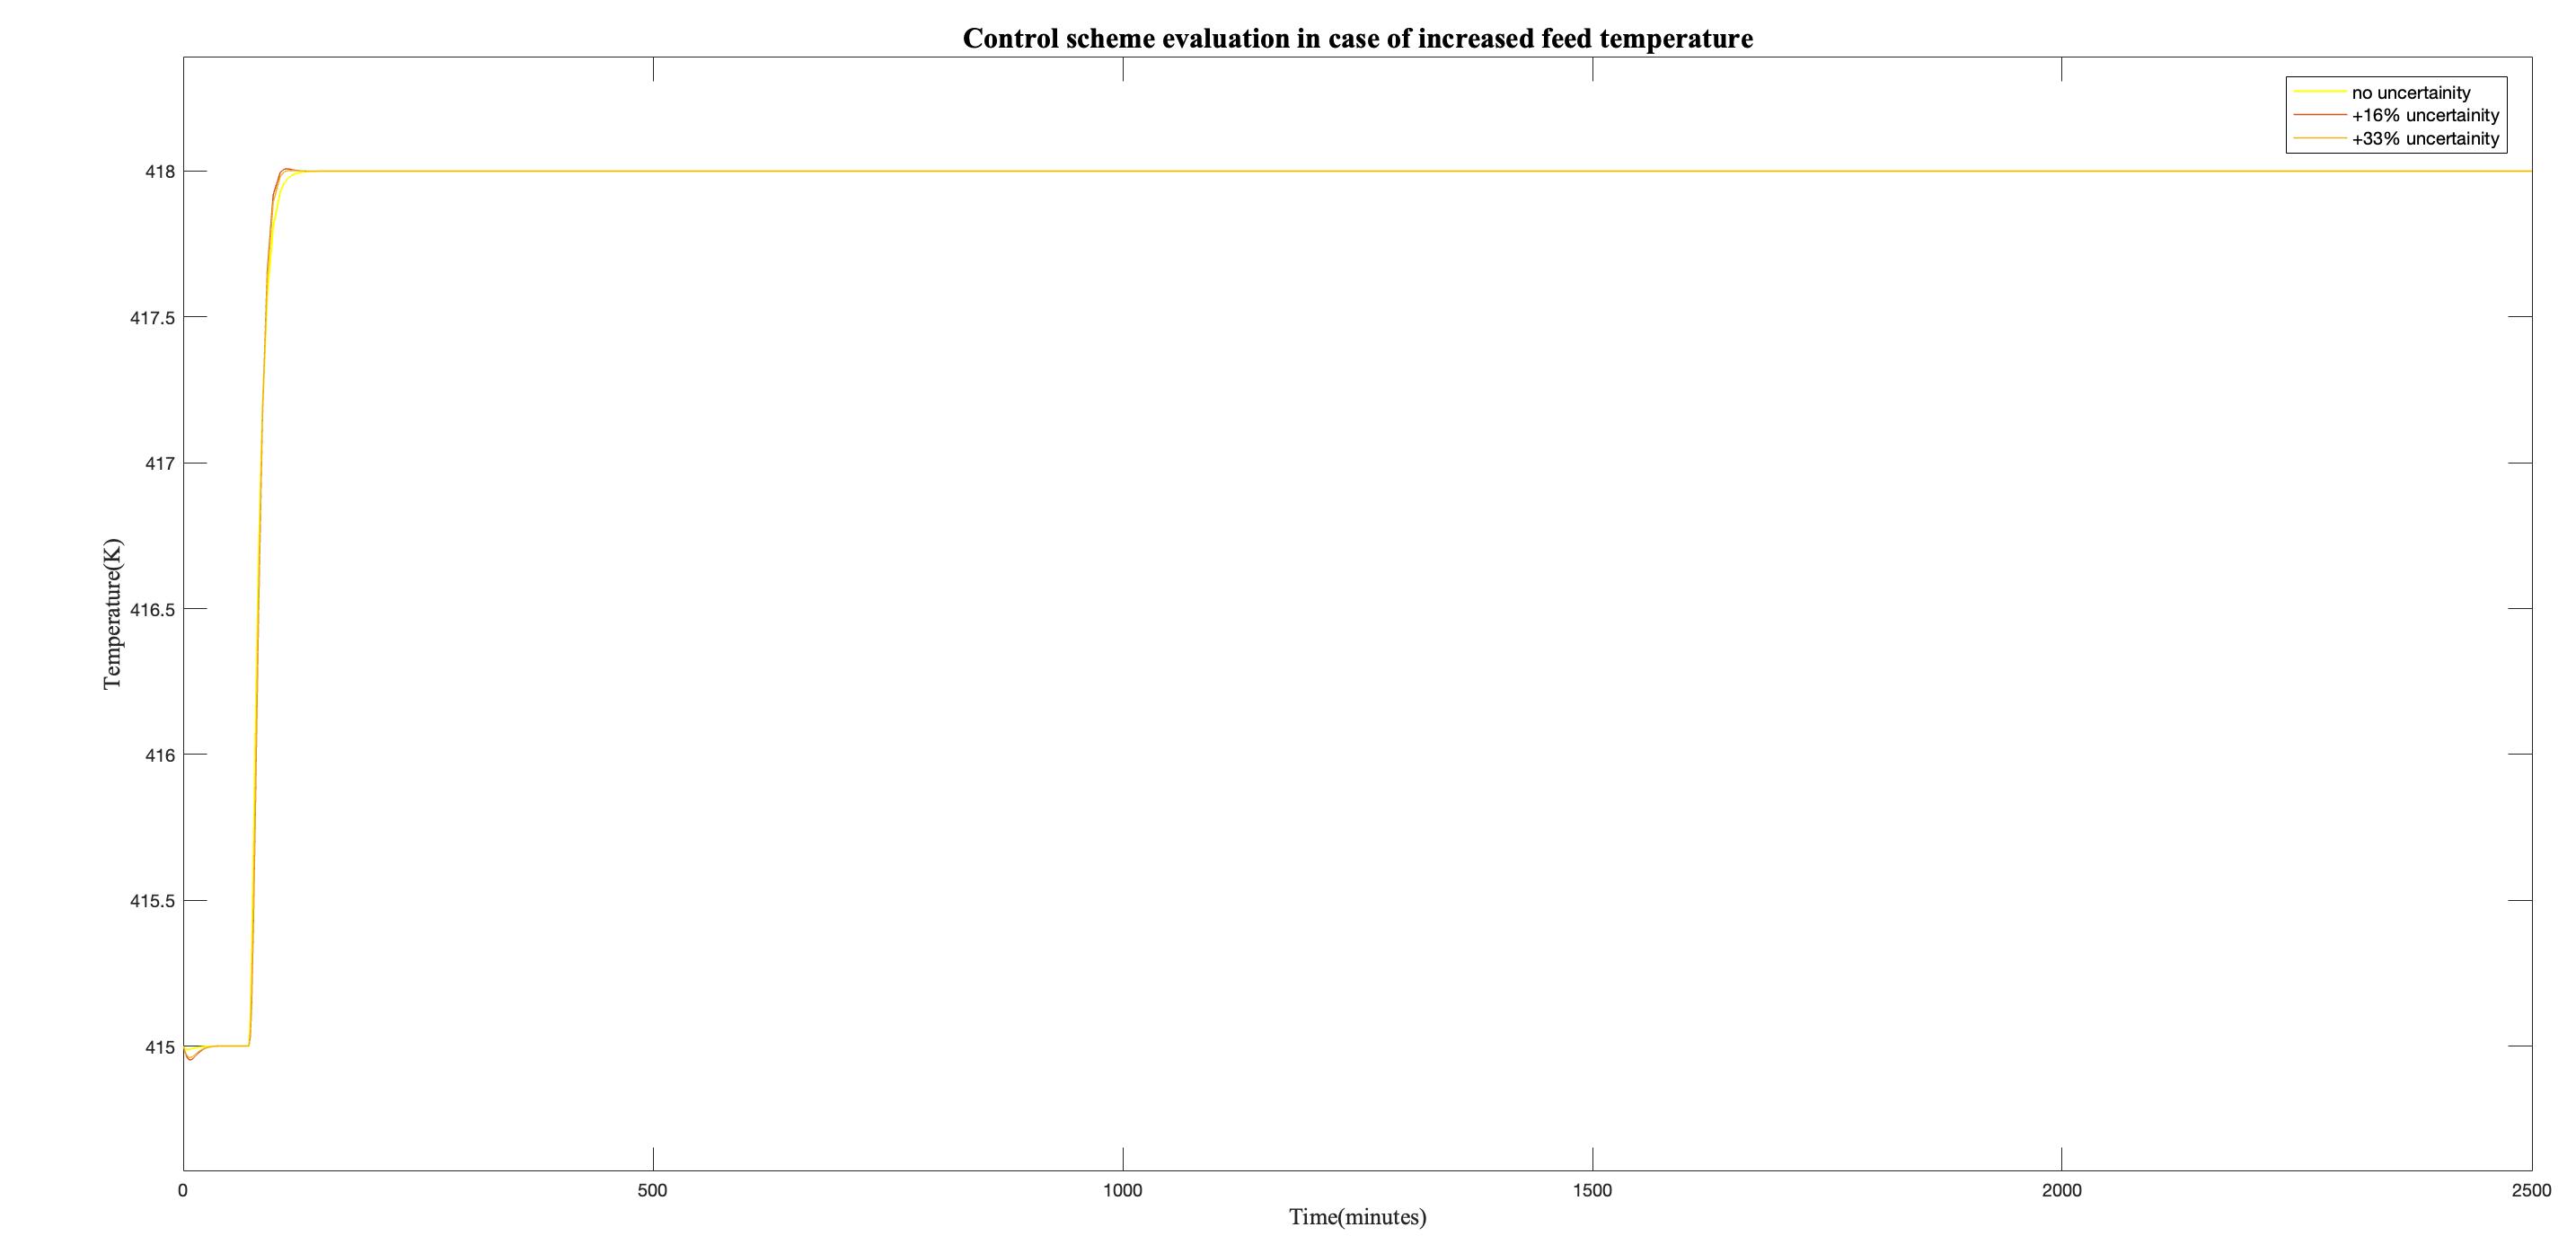 Control scheme evaluation in case of increased feed temperature
no uncertainity
+16% uncertainity
+33% uncertainity
418
417.5
417
416.5
416
415.5
415
Temperature(K)
0 500 1000 1500 2000 2500
Time(minutes)